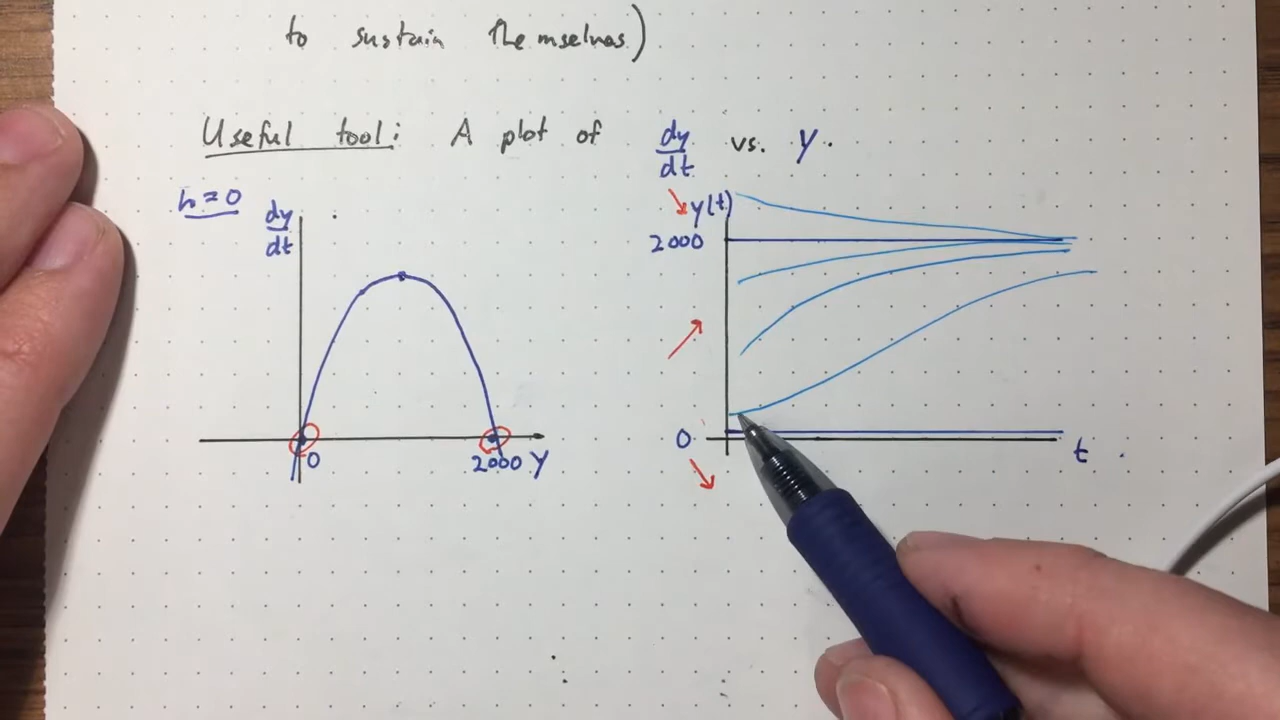 to sustain themselves)
Useful tool: A plot of dy/dt vs. y.
h = 0
dy/dt
0
2000 y
y(t)
2000
0
t